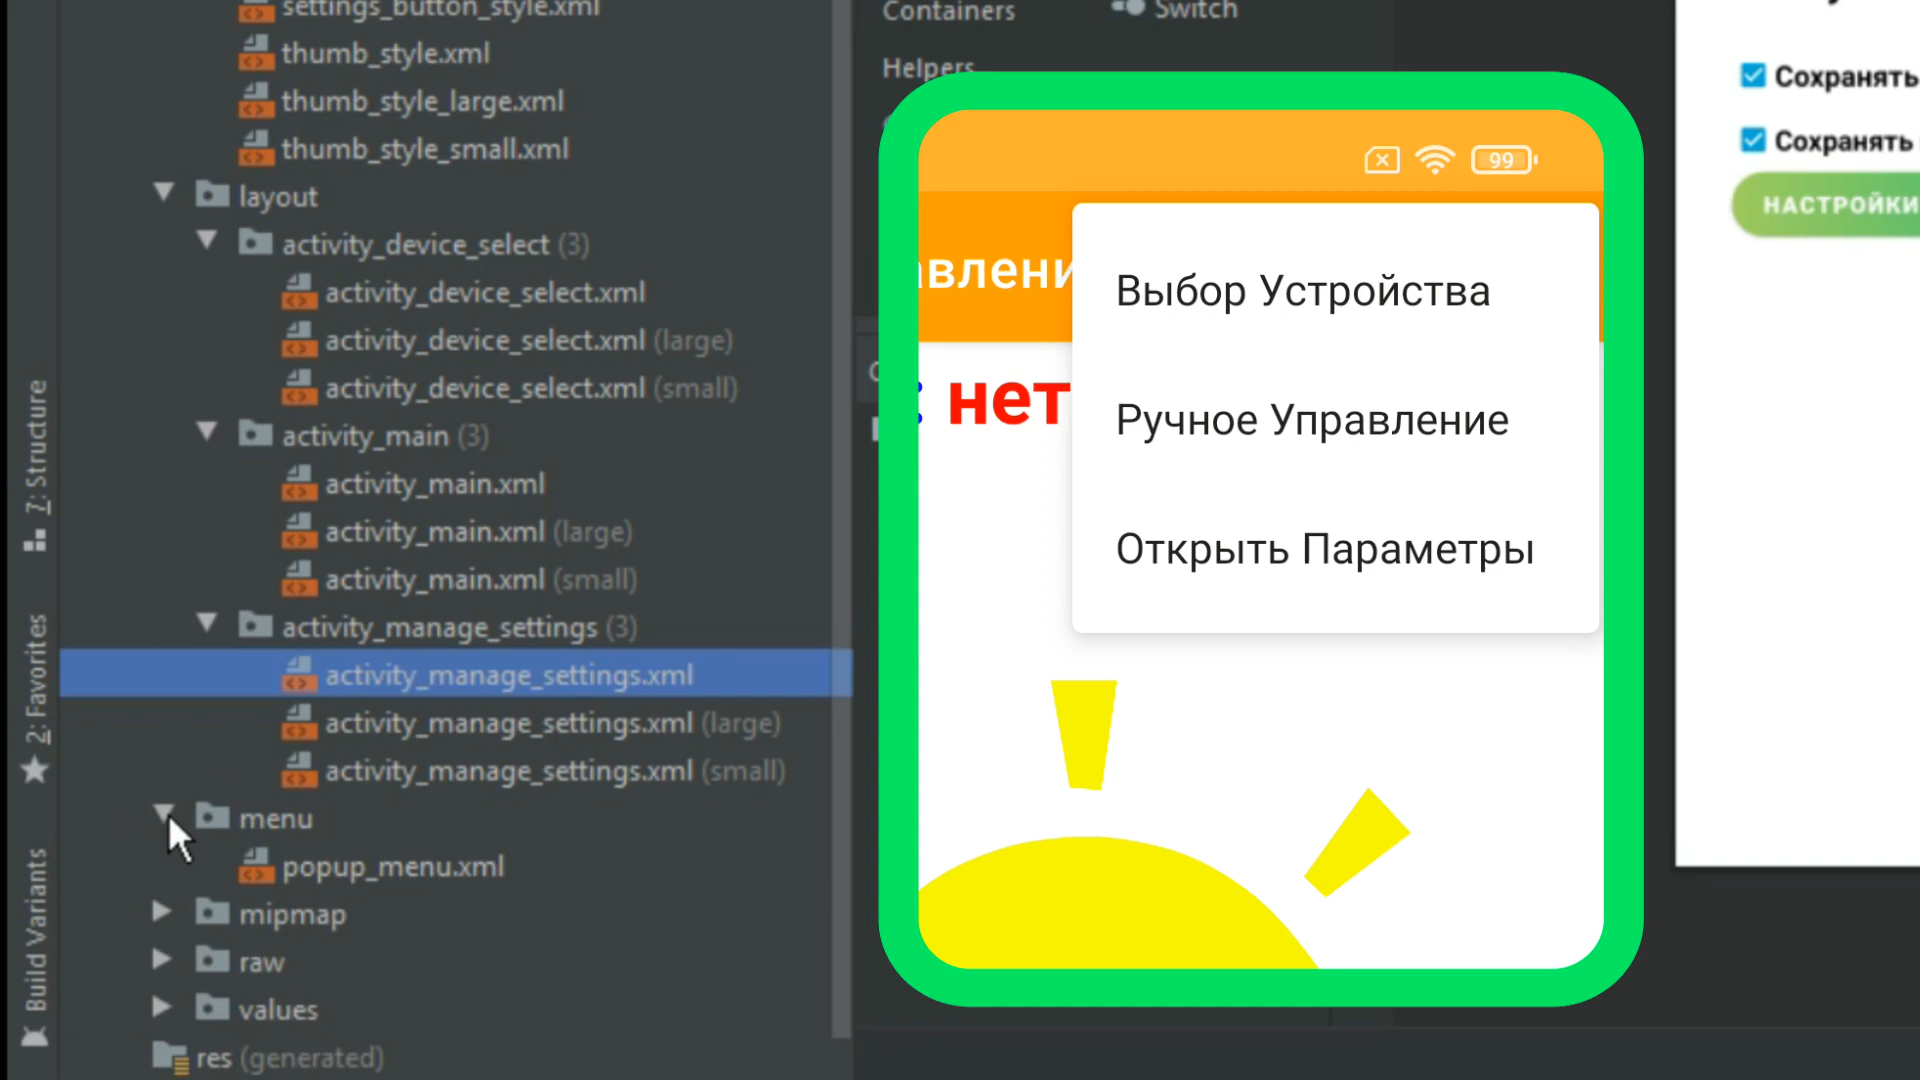 settings_button_style.xml
thumb_style.xml
thumb_style_large.xml
thumb_style_small.xml
layout
activity_device_select (3)
activity_device_select.xml
activity_device_select.xml (large)
activity_device_select.xml (small)
activity_main (3)
activity_main.xml
activity_main.xml (large)
activity_main.xml (small)
activity_manage_settings (3)
activity_manage_settings.xml
activity_manage_settings.xml (large)
activity_manage_settings.xml (small)
menu
popup_menu.xml
mipmap
raw
values
res (generated)
7: Structure
2: Favorites
Build Variants
Containers
Switch
Helpers
99
авлени
: нет
Выбор Устройства
Ручное Управление
Открыть Параметры
Сохранять
Сохранять
НАСТРОЙКИ